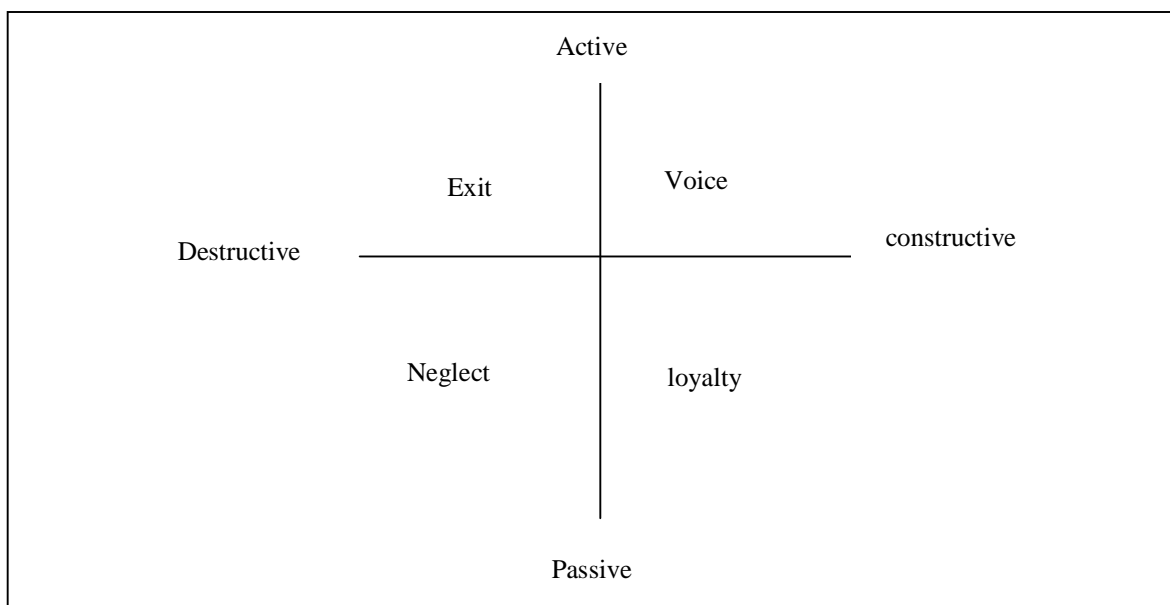 Active
Exit
Voice
Destructive
constructive
Neglect
loyalty
Passive